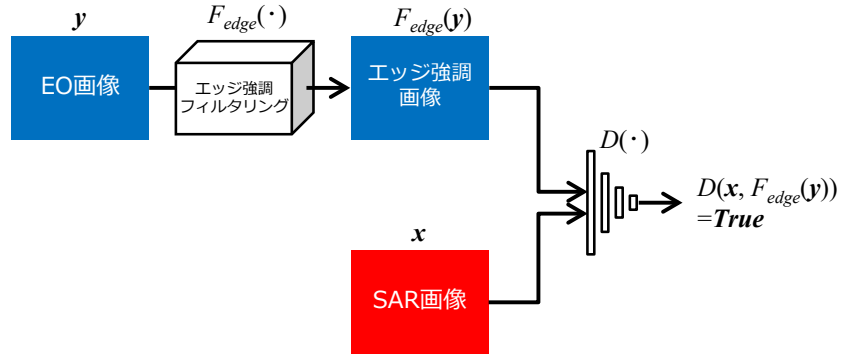 y
F_edge(・)
F_edge(y)
EO画像
エッジ強調
フィルタリング
エッジ強調
画像
D(・)
D(x, F_edge(y))
=True
x
SAR画像